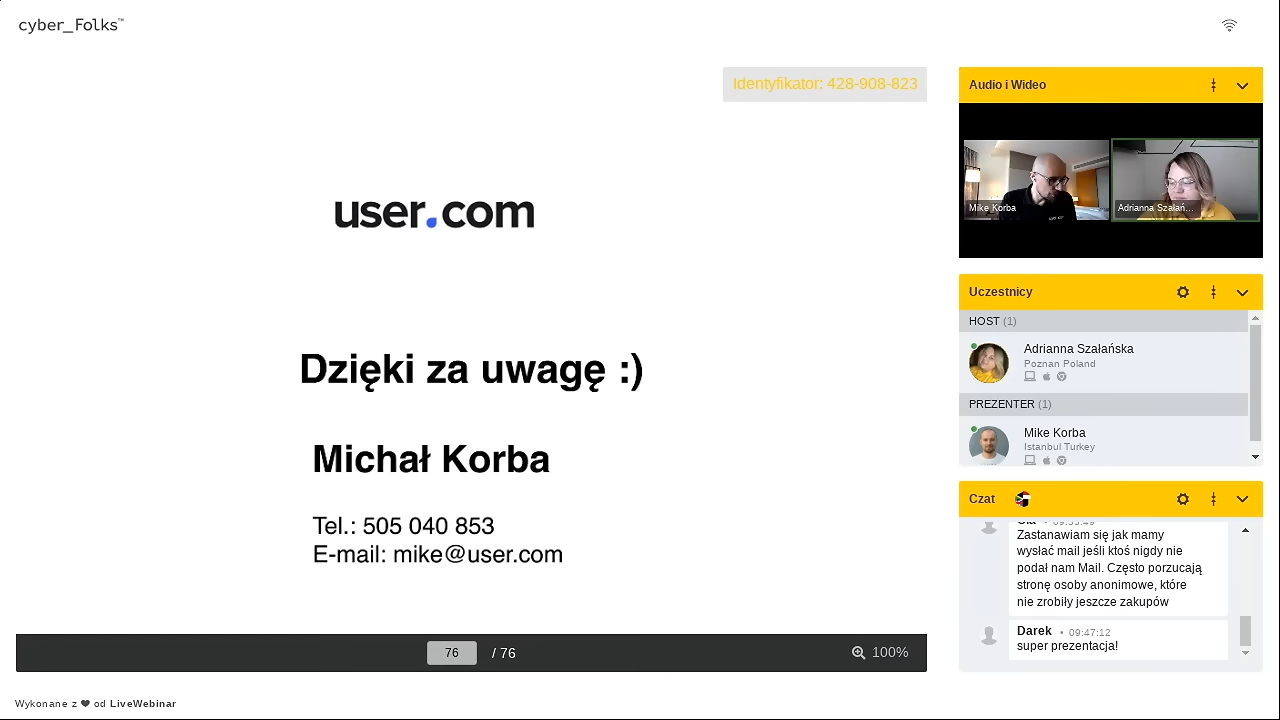 cyber_Folks™
Identyfikator: 428-908-823
user.com
Dzięki za uwagę :)
Michał Korba
Tel.: 505 040 853
E-mail: mike@user.com
76 / 76
100%
Wykonane z ♥ od LiveWebinar
Audio i Wideo
Mike Korba
Adrianna Szałań...
Uczestnicy
HOST (1)
Adrianna Szałańska
Poznan Poland
PREZENTER (1)
Mike Korba
Istanbul Turkey
Czat
Zastanawiam się jak mamy
wysłać mail jeśli ktoś nigdy nie
podał nam Mail. Często porzucają
stronę osoby anonimowe, które
nie zrobiły jeszcze zakupów
Darek • 09:47:12
super prezentacja!